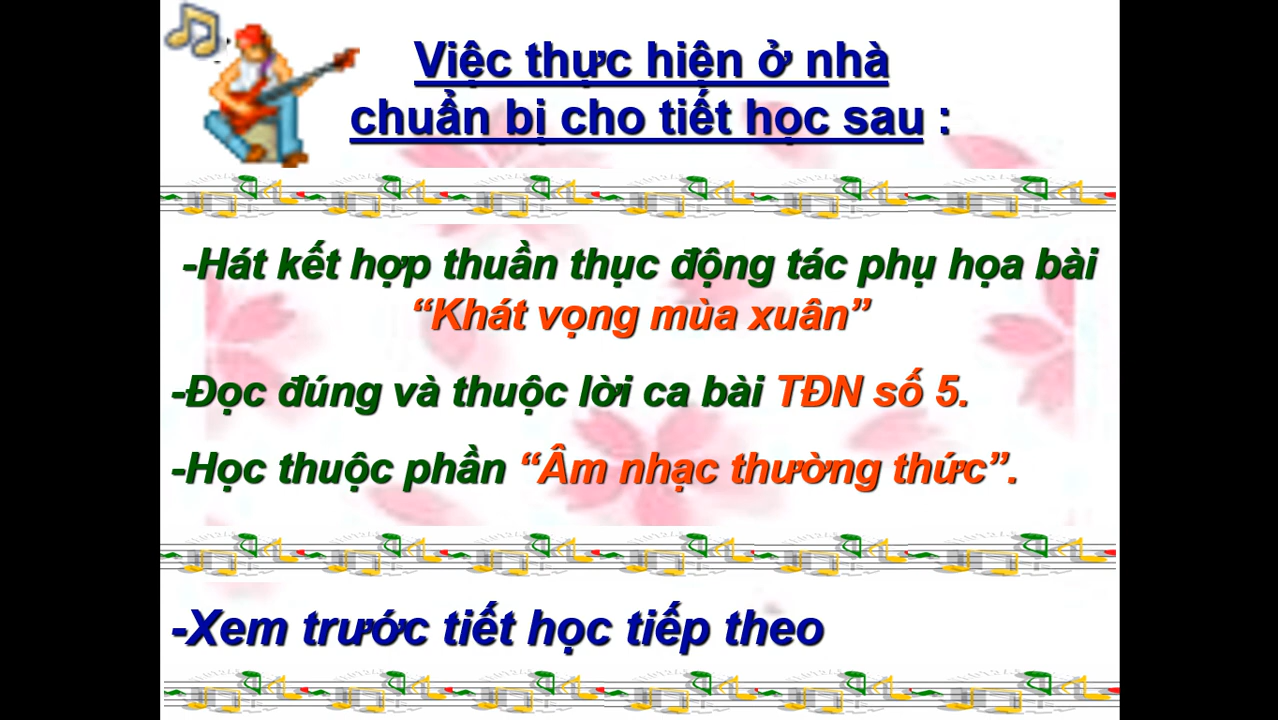 Việc thực hiện ở nhà
chuẩn bị cho tiết học sau :
-Hát kết hợp thuần thục động tác phụ họa bài
“Khát vọng mùa xuân”
-Đọc đúng và thuộc lời ca bài TĐN số 5.
-Học thuộc phần “Âm nhạc thường thức”.
-Xem trước tiết học tiếp theo